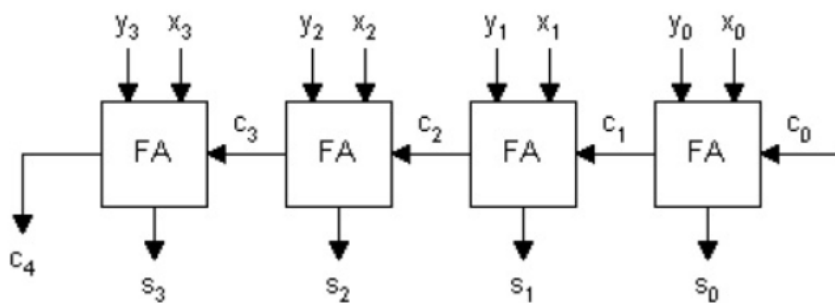 y₃ x₃ y₂ x₂ y₁ x₁ y₀ x₀
c₃ c₂ c₁ c₀
FA FA FA FA
c₄
s₃ s₂ s₁ s₀